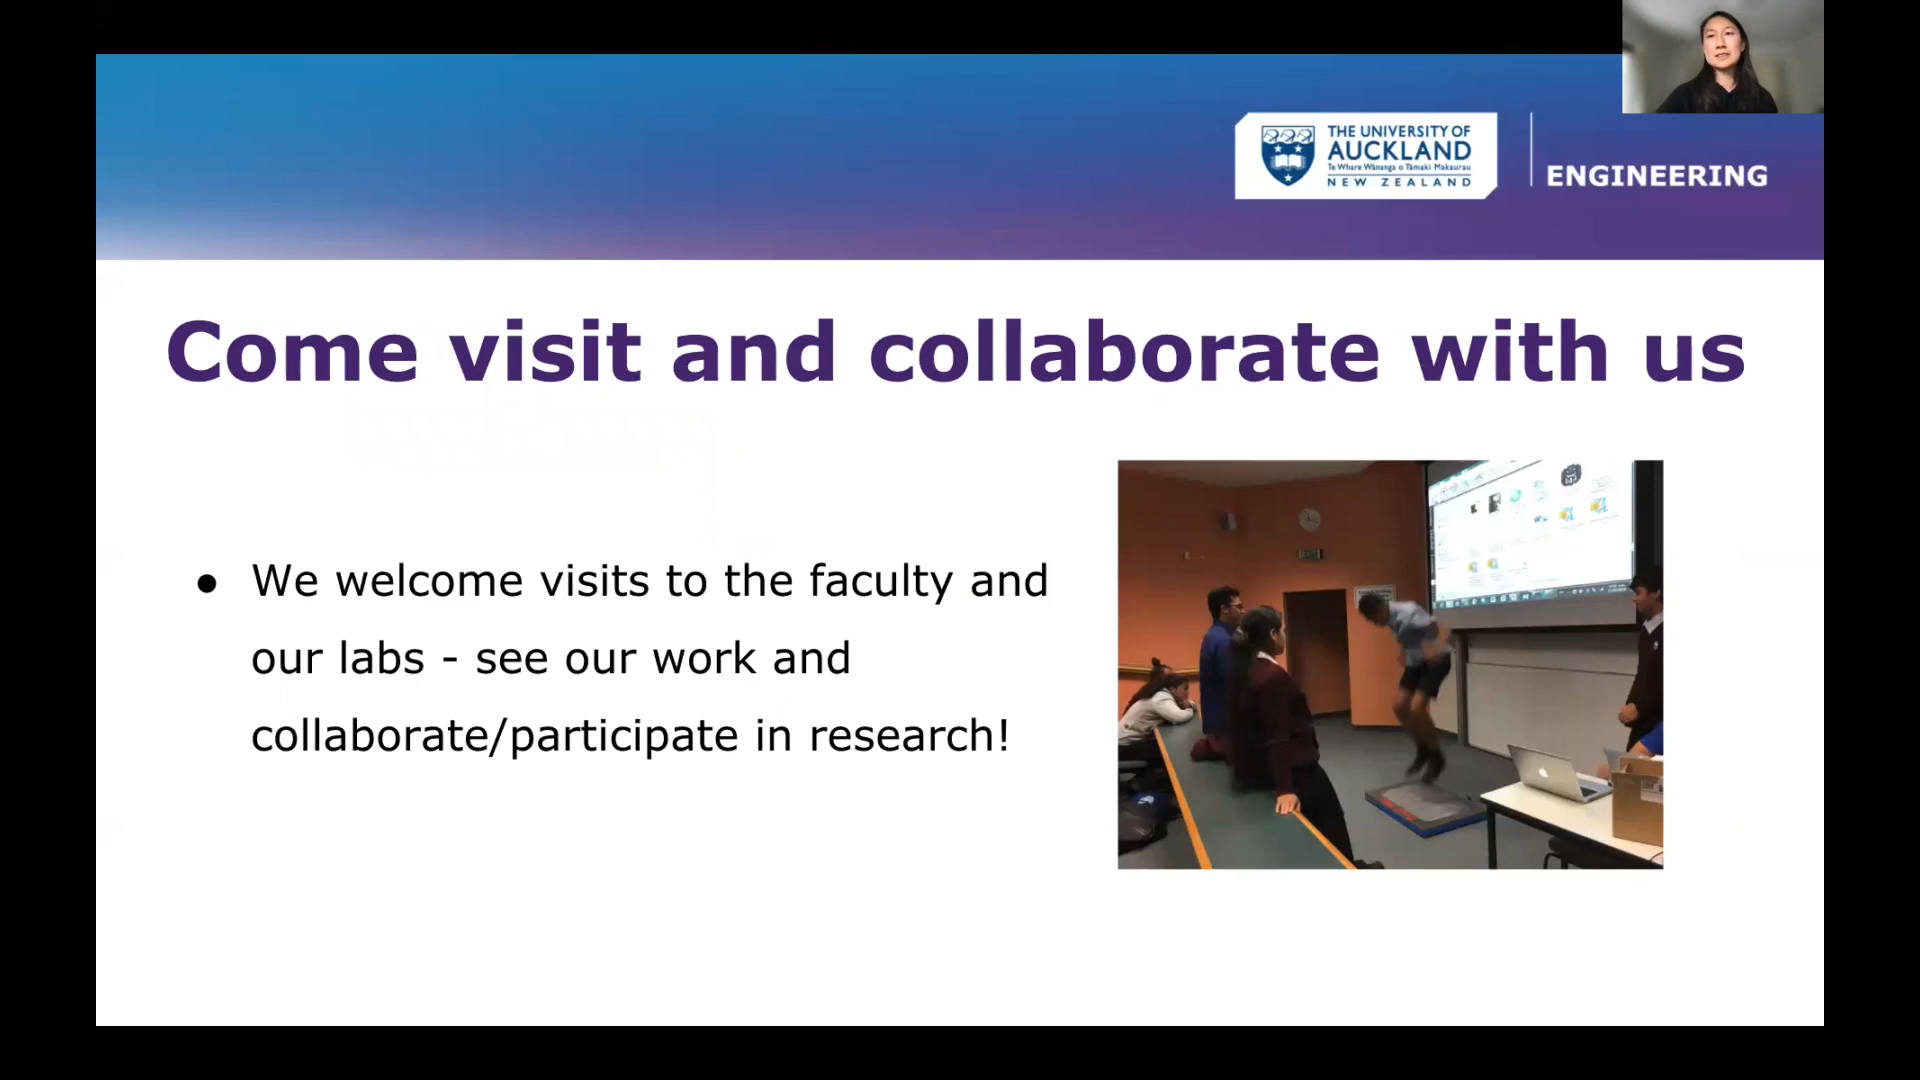 THE UNIVERSITY OF
AUCKLAND
Te Whare Wānanga o Tāmaki Makaurau
NEW ZEALAND
ENGINEERING
Come visit and collaborate with us
● We welcome visits to the faculty and
our labs - see our work and
collaborate/participate in research!